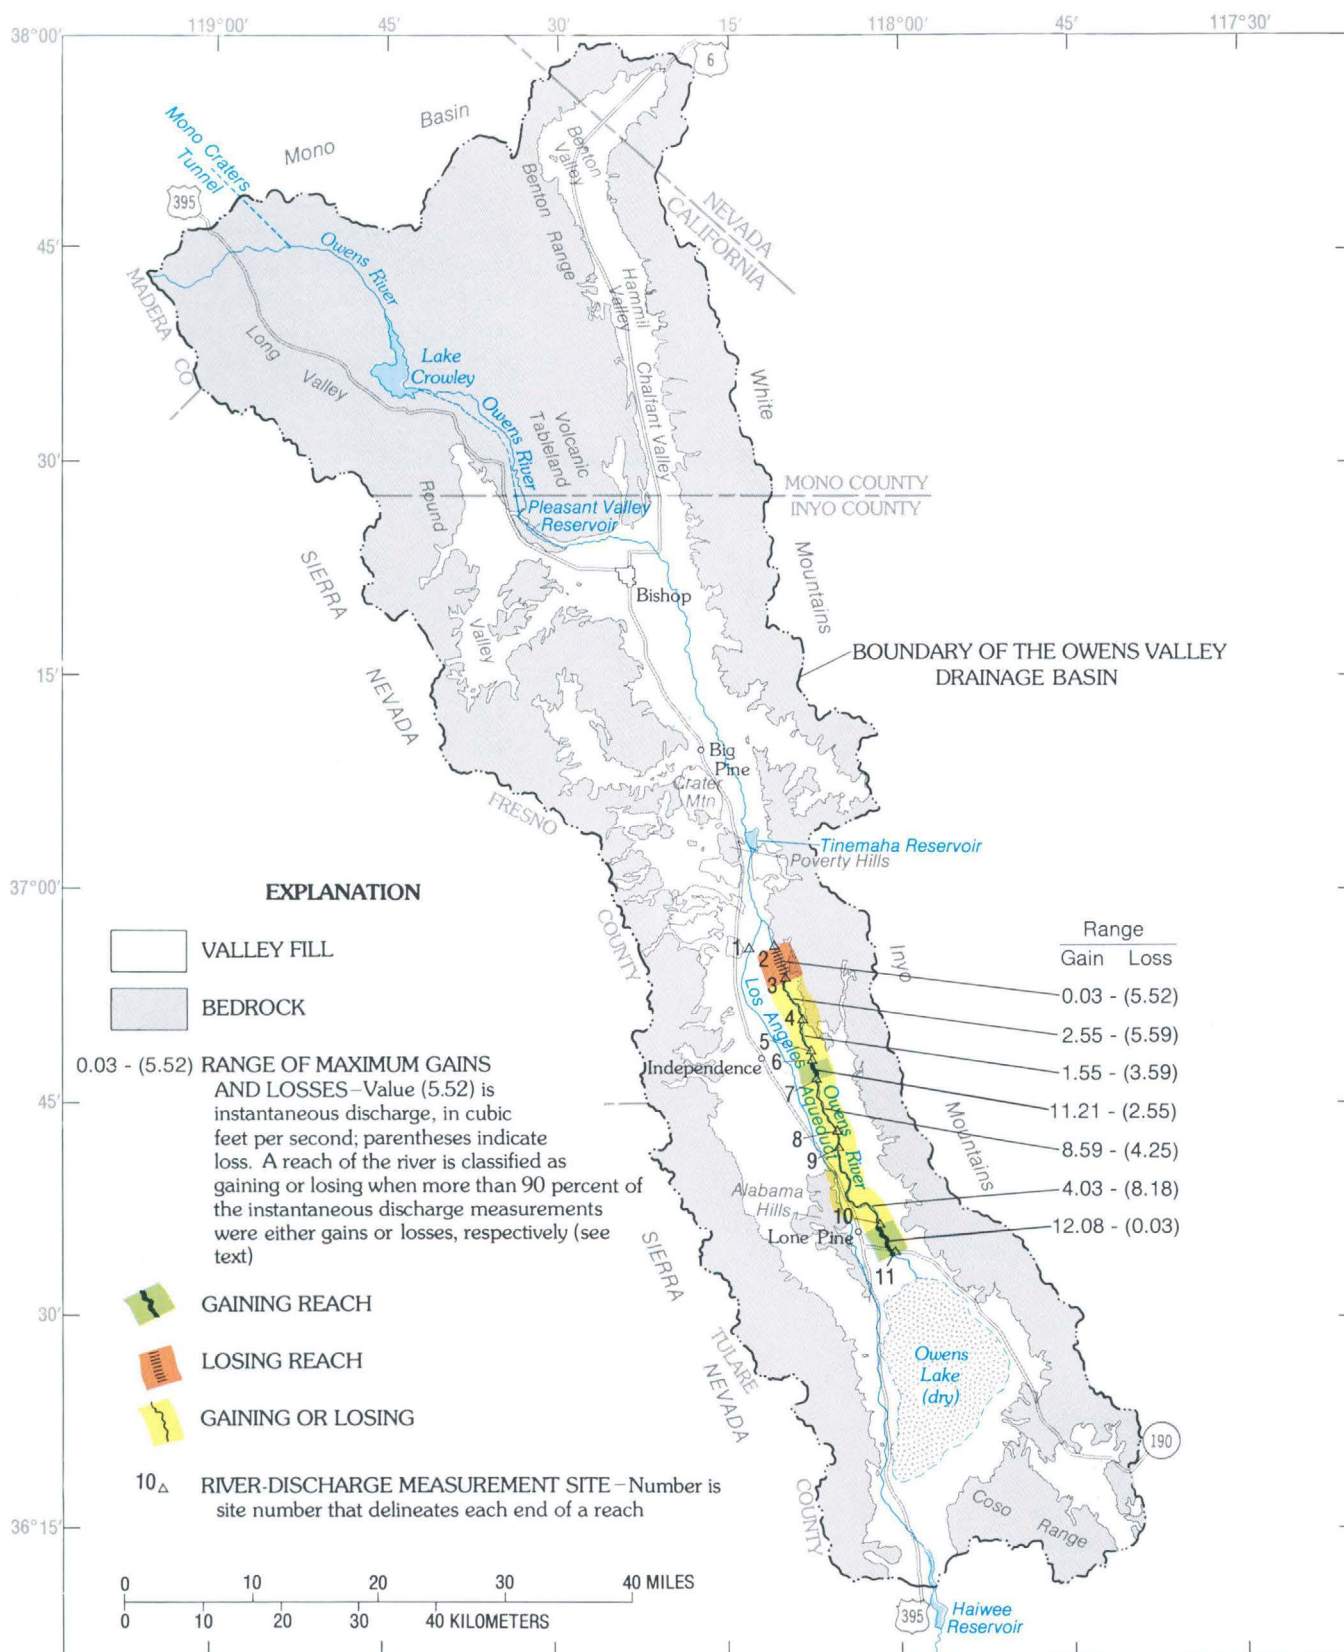 119°00'
45'
30'
15'
118°00'
45'
117°30'
38°00'
6
Mono Basin
Mono Craters
Tunnel
395
Benton
Valley
Benton Range
NEVADA
CALIFORNIA
45'
Owens River
MADERA
CO
Hammil
Valley
Long
Valley
Lake
Crowley
Chalfant Valley
White
Owens River
Volcanic
Tableland
30'
MONO COUNTY
INYO COUNTY
Round
Pleasant Valley
Reservoir
SIERRA
Mountains
Bishop
Valley
BOUNDARY OF THE OWENS VALLEY
DRAINAGE BASIN
15'
NEVADA
Big
Pine
Crater
Mtn
FRESNO
Tinemaha Reservoir
Poverty Hills
37°00'
EXPLANATION
COUNTY
VALLEY FILL
BEDROCK
Inyo
Range
Gain Loss
1
2
0.03 - (5.52)
3
Los Angeles
Aqueduct
2.55 - (5.59)
4
5
1.55 - (3.59)
6
Independence
11.21 - (2.55)
7
Owens
River
8
8.59 - (4.25)
9
Mountains
4.03 - (8.18)
Alabama
Hills
10
12.08 - (0.03)
Lone Pine
11
0.03 - (5.52) RANGE OF MAXIMUM GAINS
AND LOSSES–Value (5.52) is
instantaneous discharge, in cubic
feet per second; parentheses indicate
loss. A reach of the river is classified as
gaining or losing when more than 90 percent of
the instantaneous discharge measurements
were either gains or losses, respectively (see
text)
45'
GAINING REACH
30'
LOSING REACH
GAINING OR LOSING
10 RIVER-DISCHARGE MEASUREMENT SITE – Number is
site number that delineates each end of a reach
SIERRA
NEVADA
TULARE
COUNTY
Owens
Lake
(dry)
190
Coso Range
36°15'
0 10 20 30 40 MILES
0 10 20 30 40 KILOMETERS
395
Haiwee
Reservoir